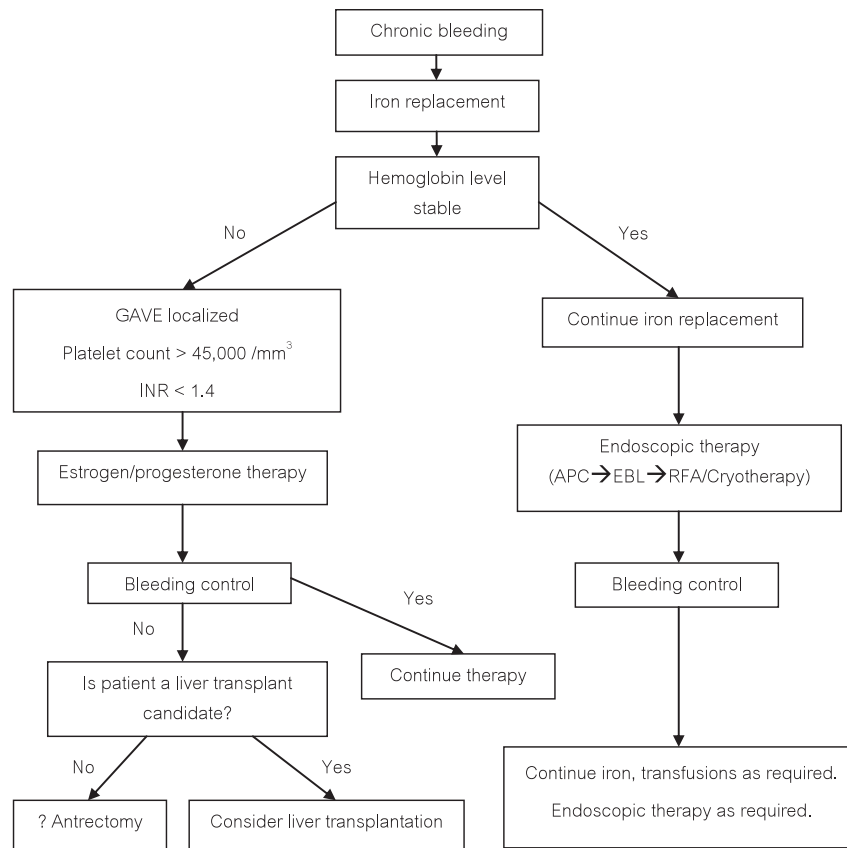 Chronic bleeding
Iron replacement
Hemoglobin level
stable
No
Yes
GAVE localized
Platelet count > 45,000 /mm³
INR < 1.4
Continue iron replacement
Estrogen/progesterone therapy
Endoscopic therapy
(APC→EBL→RFA/Cryotherapy)
Bleeding control
Bleeding control
Yes
No
Continue therapy
Is patient a liver transplant
candidate?
No
Yes
? Antrectomy
Consider liver transplantation
Continue iron, transfusions as required.
Endoscopic therapy as required.